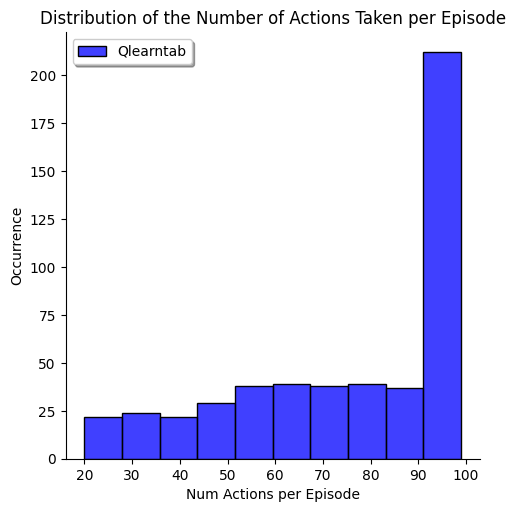 Distribution of the Number of Actions Taken per Episode
Qlearntab
200
175
150
125
100
75
50
25
0
Occurrence
20 30 40 50 60 70 80 90 100
Num Actions per Episode